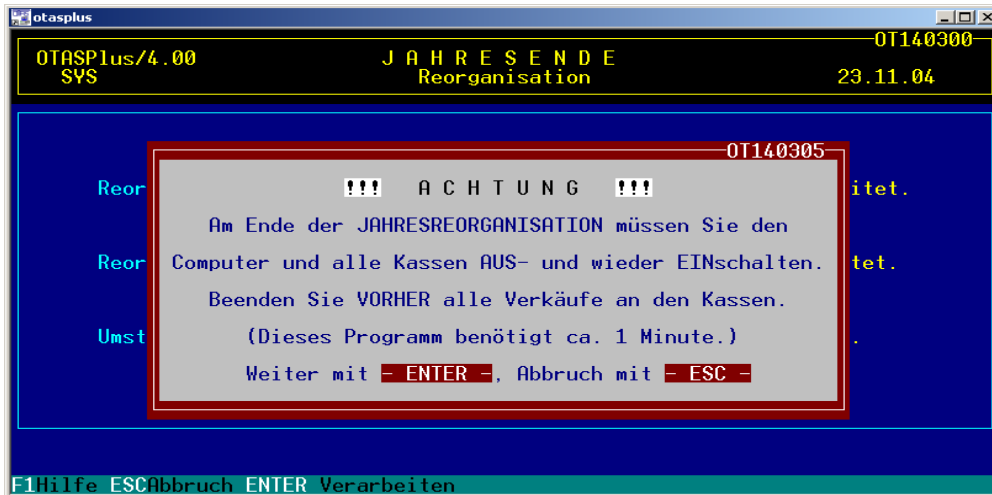 otasplus
OT140300
OTASPlus/4.00 J A H R E S E N D E
SYS Reorganisation 23.11.04
OT140305
!!! A C H T U N G !!!
Reor itet.
Am Ende der JAHRESREORGANISATION müssen Sie den
Reor Computer und alle Kassen AUS- und wieder EINschalten. tet.
Beenden Sie VORHER alle Verkäufe an den Kassen.
Umst (Dieses Programm benötigt ca. 1 Minute.) .
Weiter mit - ENTER -, Abbruch mit - ESC -
F1Hilfe ESCAbbruch ENTER Verarbeiten